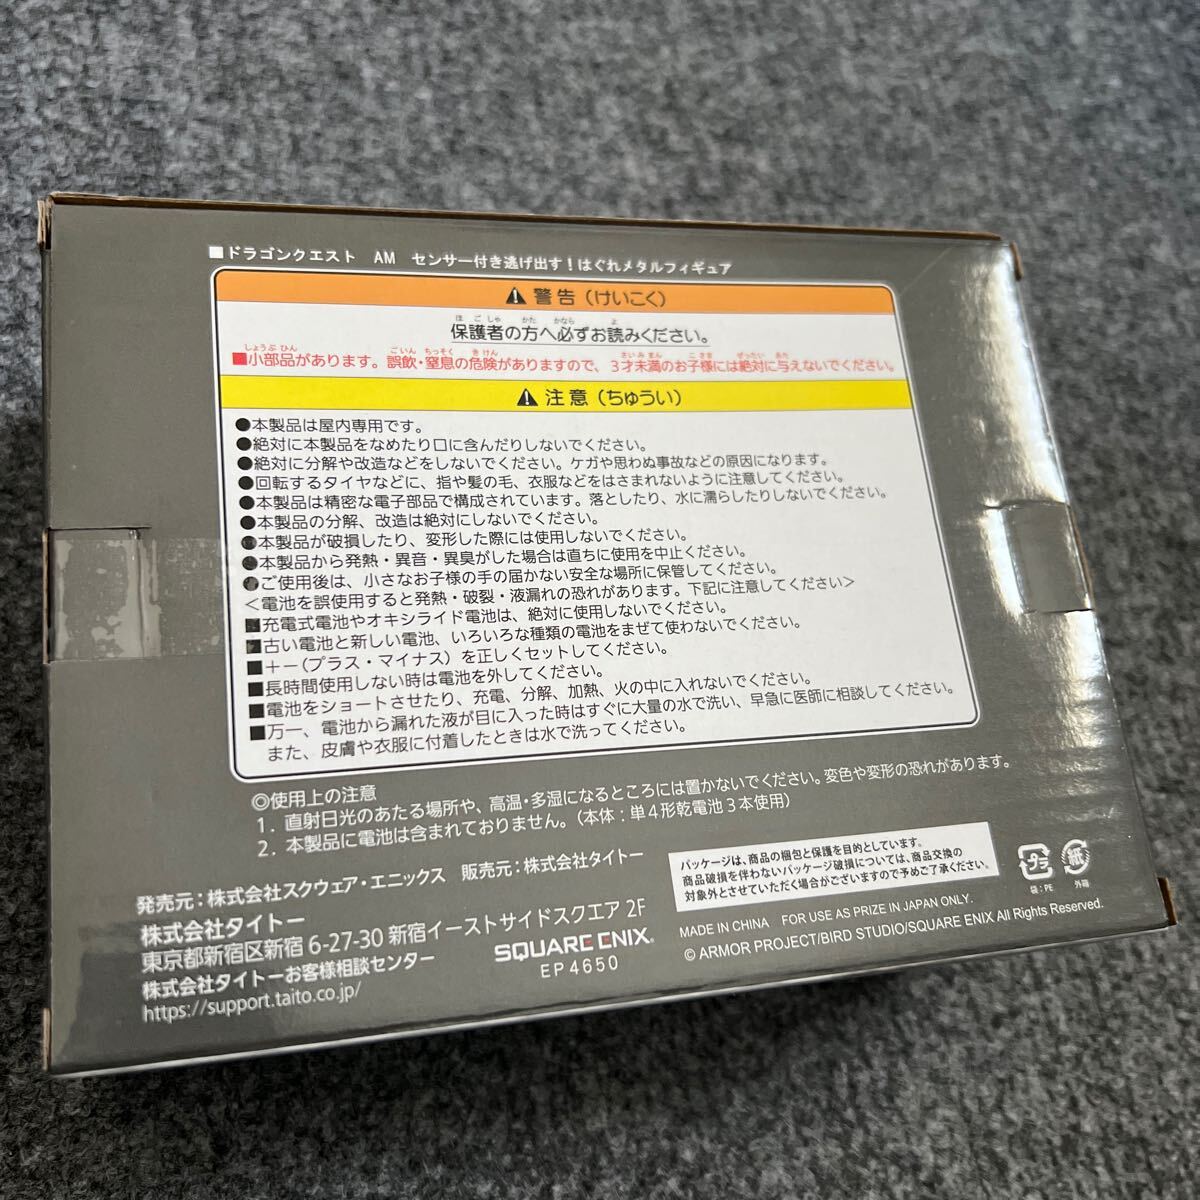 ■ドラゴンクエスト　AM　センサー付き逃げ出す！はぐれメタルフィギュア
⚠ 警告（けいこく）
保護者の方へ必ずお読みください。
■小部品があります。誤飲・窒息の危険がありますので、３才未満のお子様には絶対に与えないでください。
⚠ 注意（ちゅうい）
●本製品は屋内専用です。
●絶対に本製品をなめたり口に含んだりしないでください。
●絶対に分解や改造などをしないでください。ケガや思わぬ事故などの原因になります。
●回転するタイヤなどに、指や髪の毛、衣服などをはさまれないように注意してください。
●本製品は精密な電子部品で構成されています。落としたり、水に濡らしたりしないでください。
●本製品の分解、改造は絶対にしないでください。
●本製品が破損したり、変形した際には使用しないでください。
●本製品から発熱・異音・異臭がした場合は直ちに使用を中止ください。
●ご使用後は、小さなお子様の手の届かない安全な場所に保管してください。
＜電池を誤使用すると発熱・破裂・液漏れの恐れがあります。下記に注意してください＞
■充電式電池やオキシライド電池は、絶対に使用しないでください。
■古い電池と新しい電池、いろいろな種類の電池をまぜて使わないでください。
■＋－（プラス・マイナス）を正しくセットしてください。
■長時間使用しない時は電池を外してください。
■電池をショートさせたり、充電、分解、加熱、火の中に入れないでください。
■万一、電池から漏れた液が目に入った時はすぐに大量の水で洗い、早急に医師に相談してください。
また、皮膚や衣服に付着したときは水で洗ってください。
◎使用上の注意
1．直射日光のあたる場所や、高温・多湿になるところには置かないでください。変色や変形の恐れがあります。
2．本製品に電池は含まれておりません。（本体：単４形乾電池３本使用）
発売元：株式会社スクウェア・エニックス　販売元：株式会社タイトー
株式会社タイトー
東京都新宿区新宿 6-27-30 新宿イーストサイドスクエア 2F
株式会社タイトーお客様相談センター
https://support.taito.co.jp/
SQUARE ENIX.
EP4650
パッケージは、商品の梱包と保護を目的としています。
商品破損を伴わないパッケージ破損については、商品交換の
対象外とさせていただく場合がございますので予めご了承ください。
プラ
袋：PE
紙
外箱
MADE IN CHINA　FOR USE AS PRIZE IN JAPAN ONLY.
© ARMOR PROJECT/BIRD STUDIO/SQUARE ENIX All Rights Reserved.